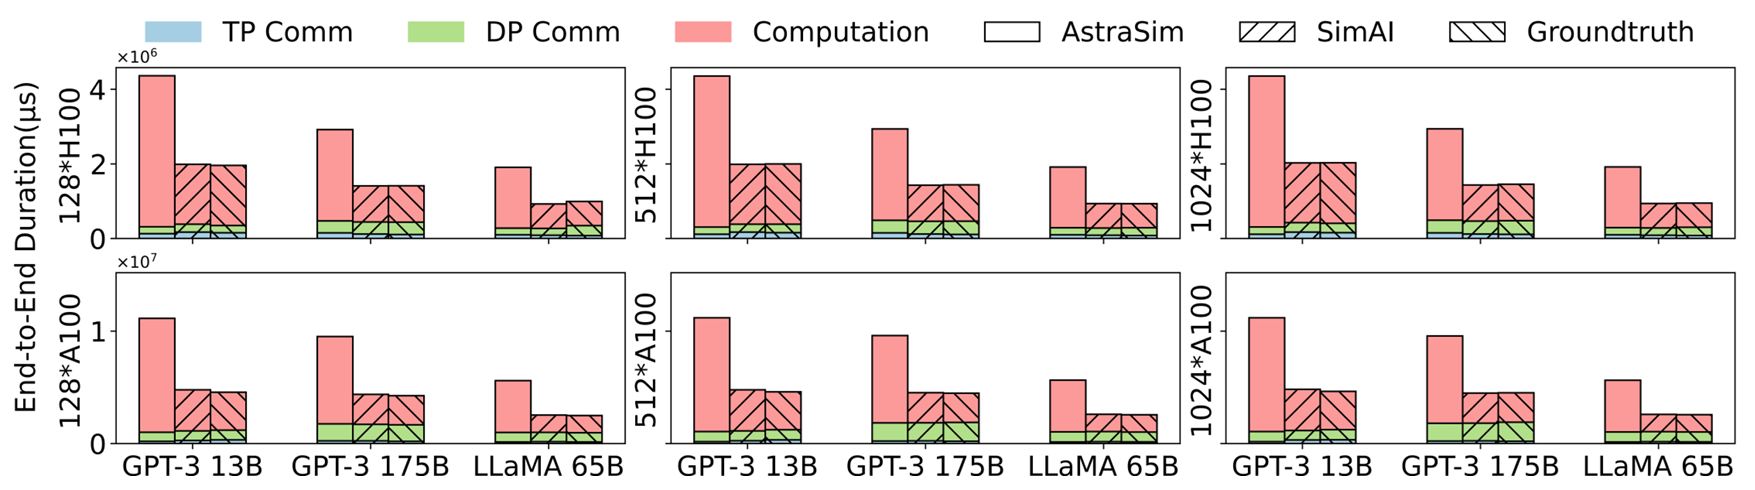 TP Comm DP Comm Computation AstraSim SimAI Groundtruth
End-to-End Duration(μs)
×10⁶
128*H100
4
2
0
512*H100
1024*H100
×10⁷
128*A100
1
0
512*A100
1024*A100
GPT-3 13B GPT-3 175B LLaMA 65B
GPT-3 13B GPT-3 175B LLaMA 65B
GPT-3 13B GPT-3 175B LLaMA 65B